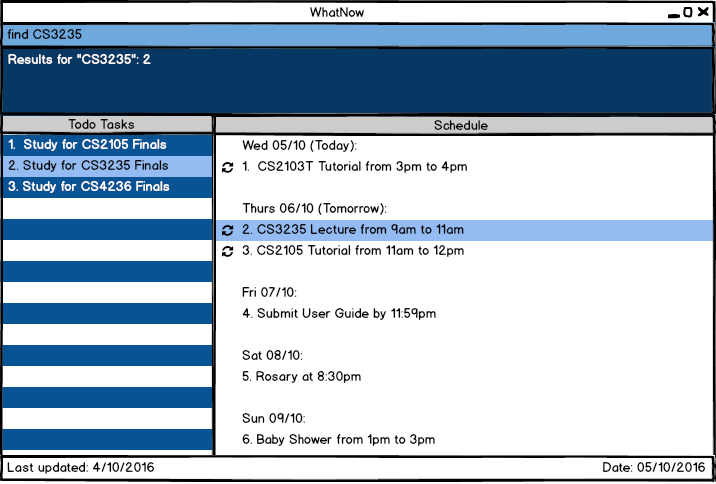 WhatNow
find CS3235
Results for "CS3235": 2
Todo Tasks
1. Study for CS2105 Finals
2. Study for CS3235 Finals
3. Study for CS4236 Finals
Schedule
Wed 05/10 (Today):
1. CS2103T Tutorial from 3pm to 4pm
Thurs 06/10 (Tomorrow):
2. CS3235 Lecture from 9am to 11am
3. CS2105 Tutorial from 11am to 12pm
Fri 07/10:
4. Submit User Guide by 11:59pm
Sat 08/10:
5. Rosary at 8:30pm
Sun 09/10:
6. Baby Shower from 1pm to 3pm
Last updated: 4/10/2016
Date: 05/10/2016